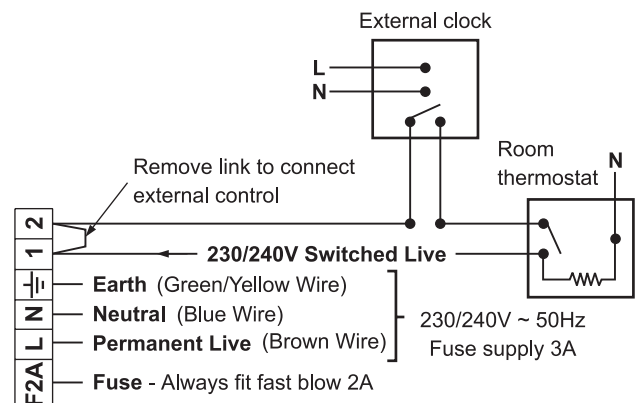 External clock
L
N
Room
thermostat
N
Remove link to connect
external control
2
1
230/240V Switched Live
Earth (Green/Yellow Wire)
N
Neutral (Blue Wire)
L
Permanent Live (Brown Wire)
230/240V ~ 50Hz
Fuse supply 3A
F2A
Fuse - Always fit fast blow 2A